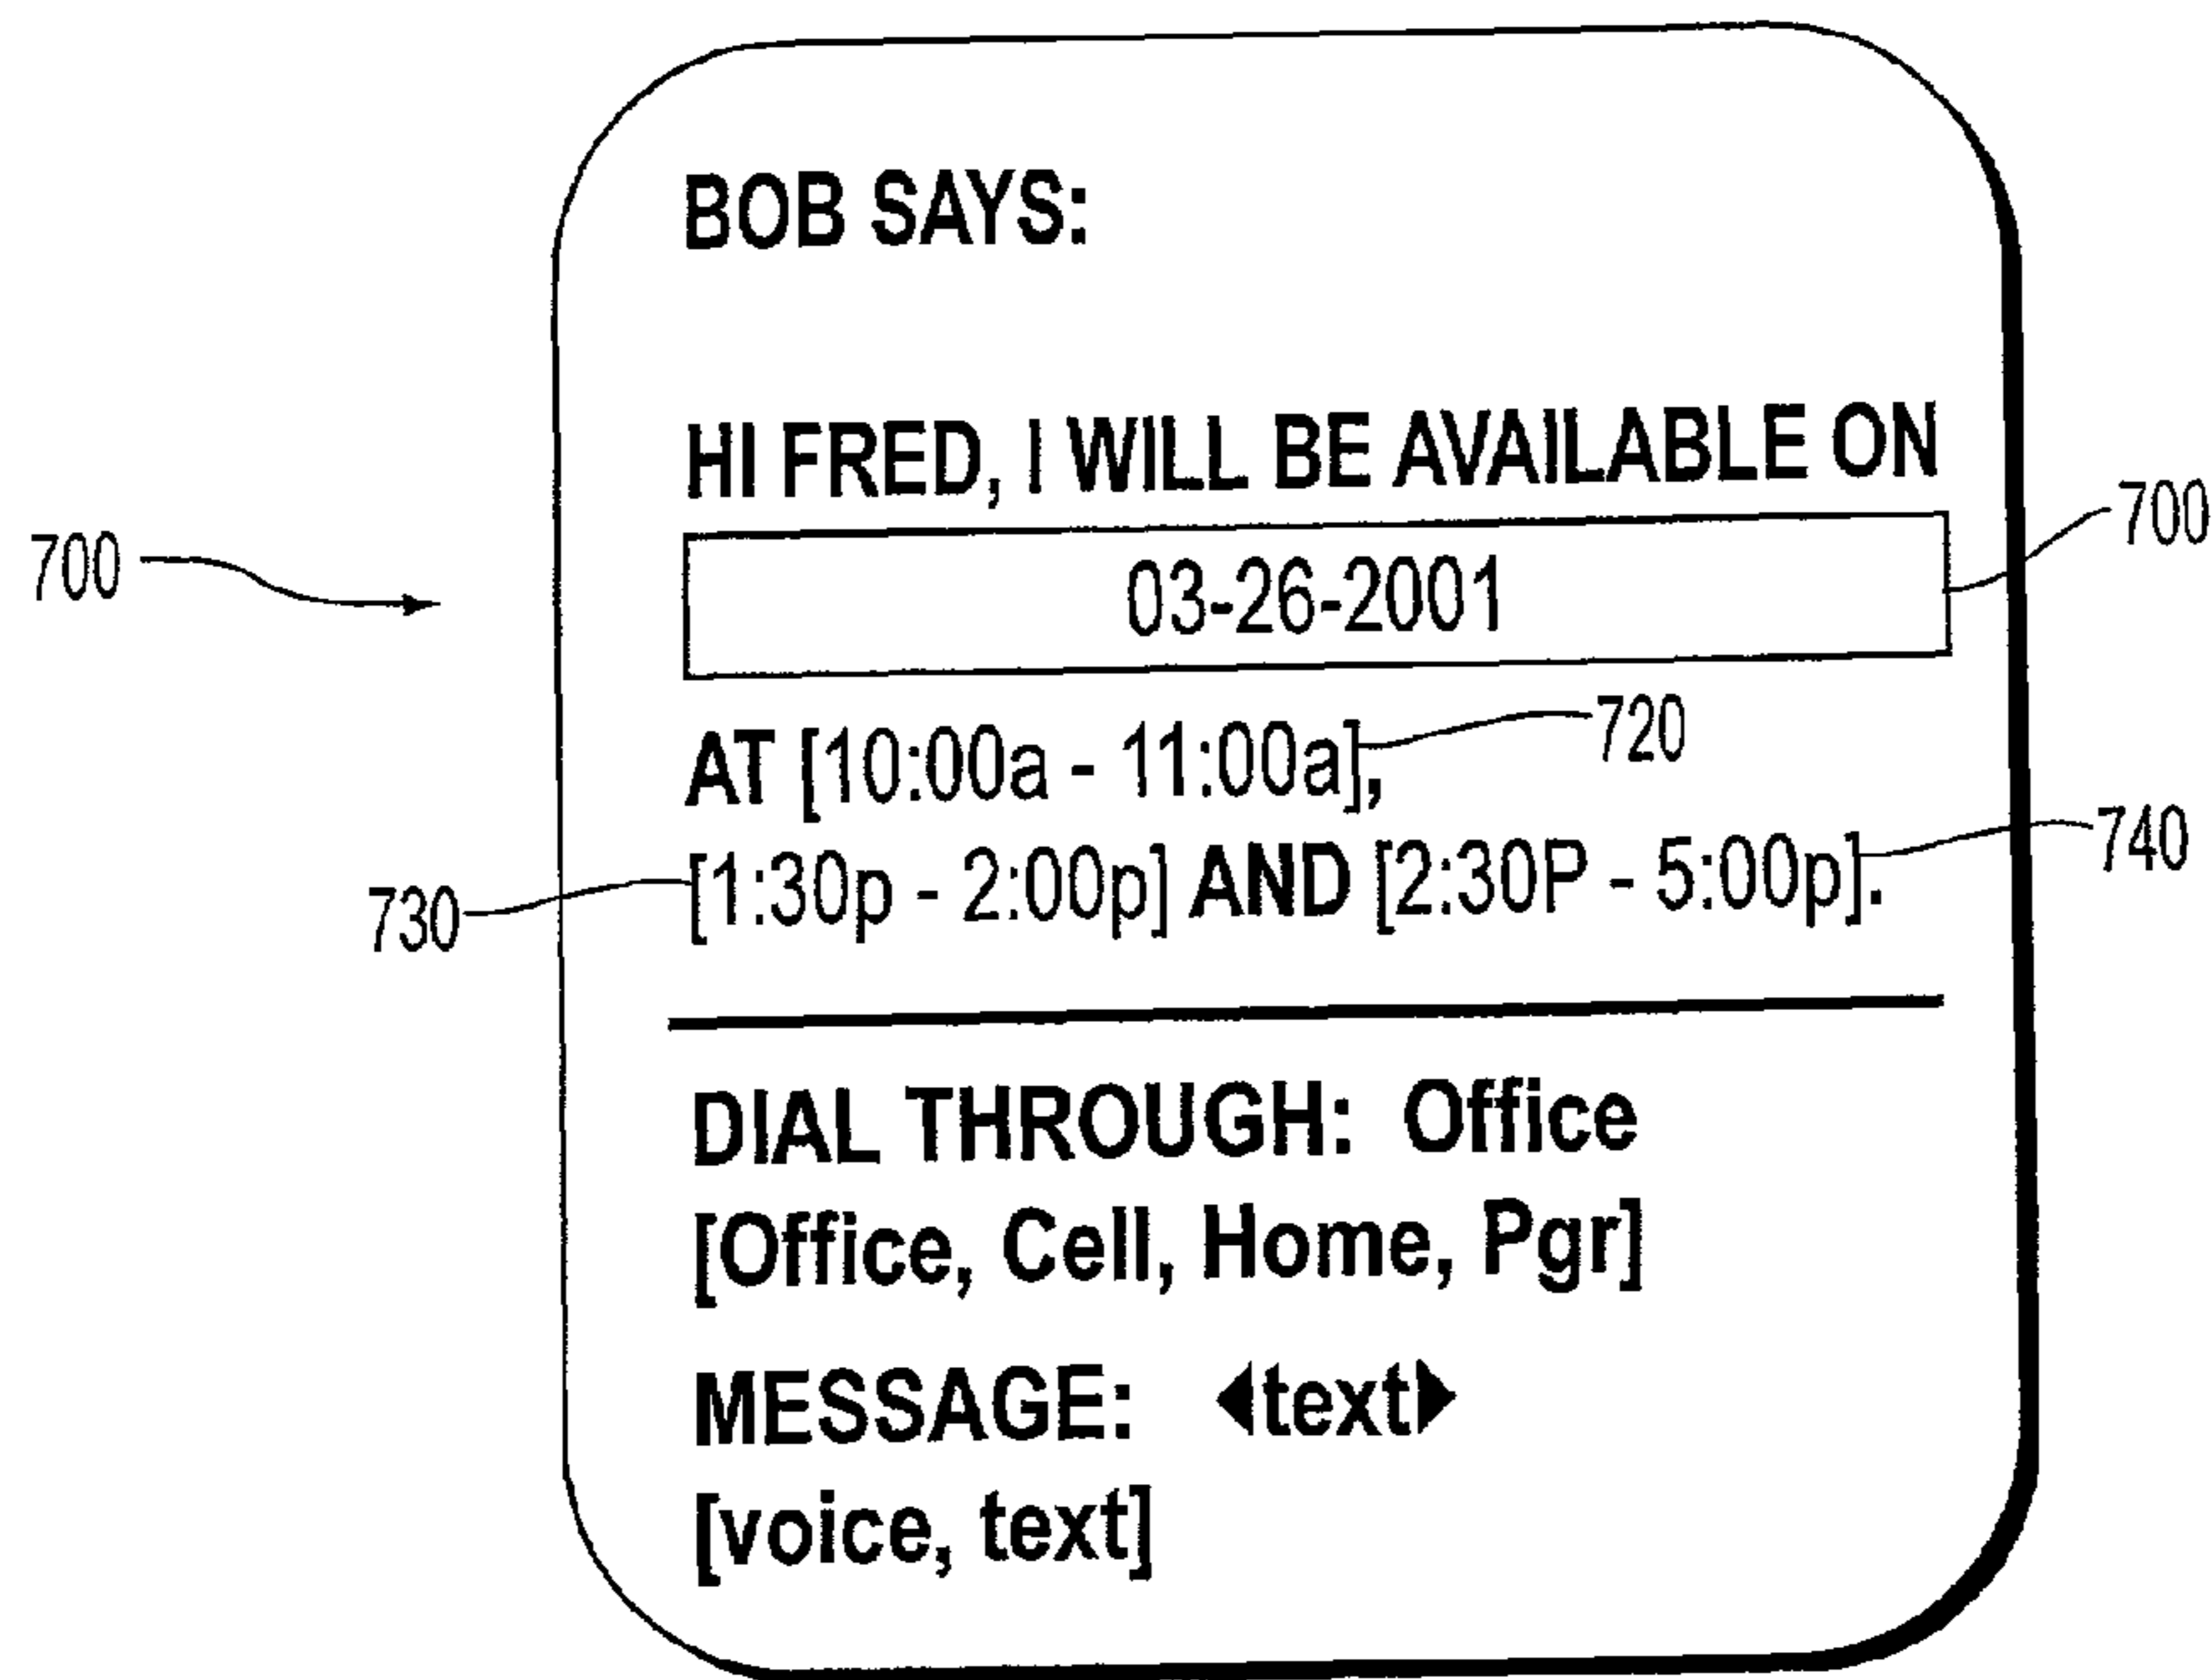 BOB SAYS:
HI FRED, I WILL BE AVAILABLE ON
700
700
03-26-2001
720
AT [10:00a - 11:00a],
740
730
[1:30p - 2:00p] AND [2:30P - 5:00p].
DIAL THROUGH: Office
[Office, Cell, Home, Pgr]
MESSAGE: ◀text▶
[voice, text]